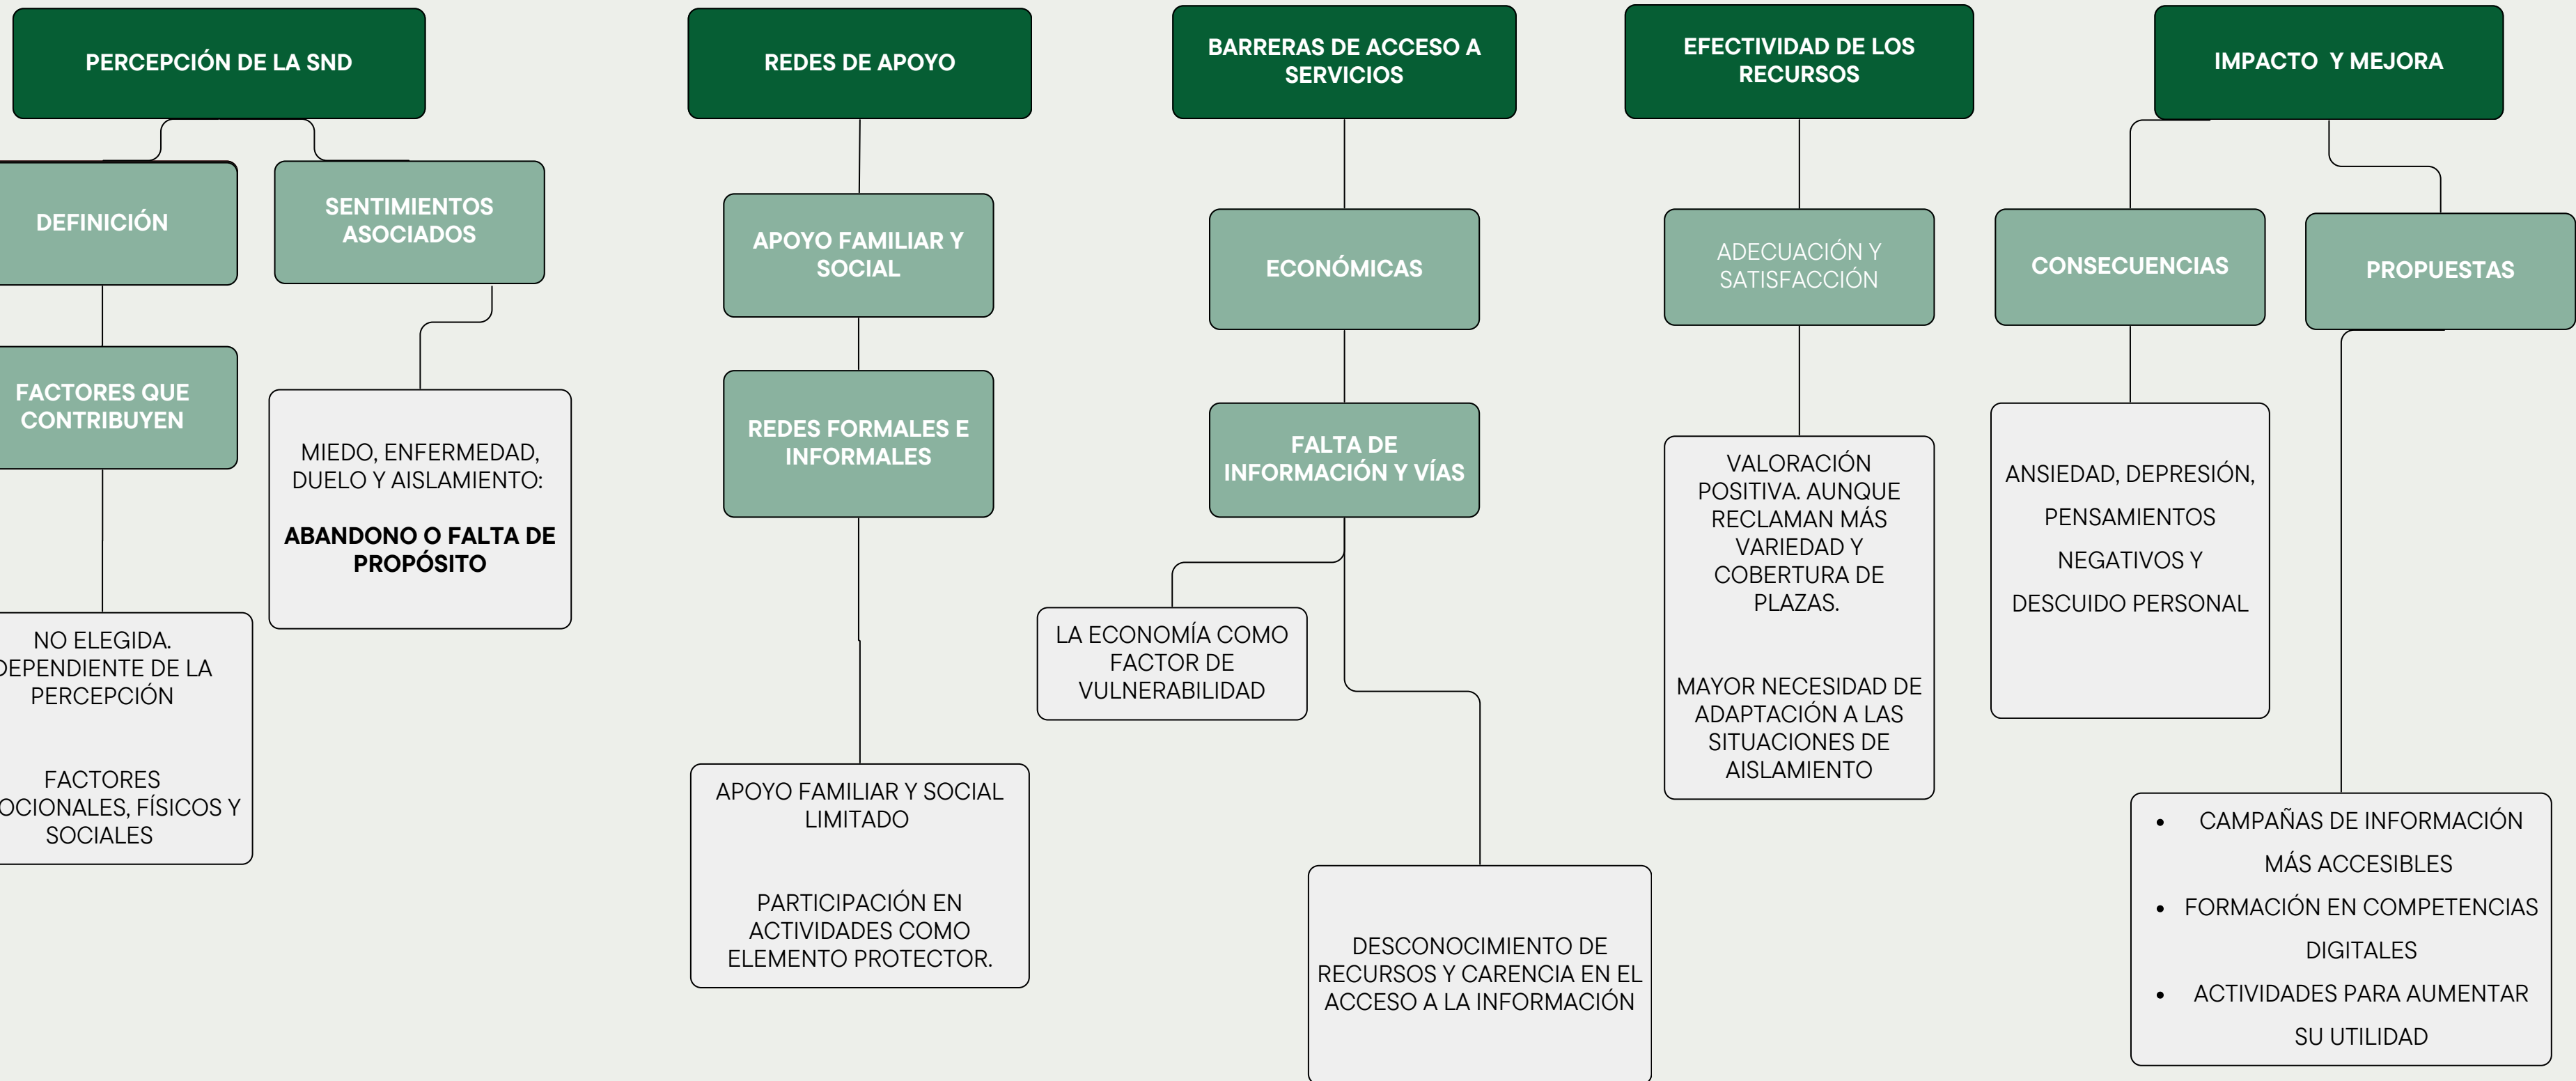 PERCEPCIÓN DE LA SND
DEFINICIÓN
SENTIMIENTOS
ASOCIADOS
FACTORES QUE
CONTRIBUYEN
MIEDO, ENFERMEDAD,
DUELO Y AISLAMIENTO:
ABANDONO O FALTA DE
PROPÓSITO
NO ELEGIDA.
DEPENDIENTE DE LA
PERCEPCIÓN
FACTORES
OCIONALES, FÍSICOS Y
SOCIALES
REDES DE APOYO
APOYO FAMILIAR Y
SOCIAL
REDES FORMALES E
INFORMALES
APOYO FAMILIAR Y SOCIAL
LIMITADO
PARTICIPACIÓN EN
ACTIVIDADES COMO
ELEMENTO PROTECTOR.
BARRERAS DE ACCESO A
SERVICIOS
ECONÓMICAS
FALTA DE
INFORMACIÓN Y VÍAS
LA ECONOMÍA COMO
FACTOR DE
VULNERABILIDAD
DESCONOCIMIENTO DE
RECURSOS Y CARENCIA EN EL
ACCESO A LA INFORMACIÓN
EFECTIVIDAD DE LOS
RECURSOS
ADECUACIÓN Y
SATISFACCIÓN
VALORACIÓN
POSITIVA. AUNQUE
RECLAMAN MÁS
VARIEDAD Y
COBERTURA DE
PLAZAS.
MAYOR NECESIDAD DE
ADAPTACIÓN A LAS
SITUACIONES DE
AISLAMIENTO
IMPACTO Y MEJORA
CONSECUENCIAS
PROPUESTAS
ANSIEDAD, DEPRESIÓN,
PENSAMIENTOS
NEGATIVOS Y
DESCUIDO PERSONAL
• CAMPAÑAS DE INFORMACIÓN
MÁS ACCESIBLES
• FORMACIÓN EN COMPETENCIAS
DIGITALES
• ACTIVIDADES PARA AUMENTAR
SU UTILIDAD